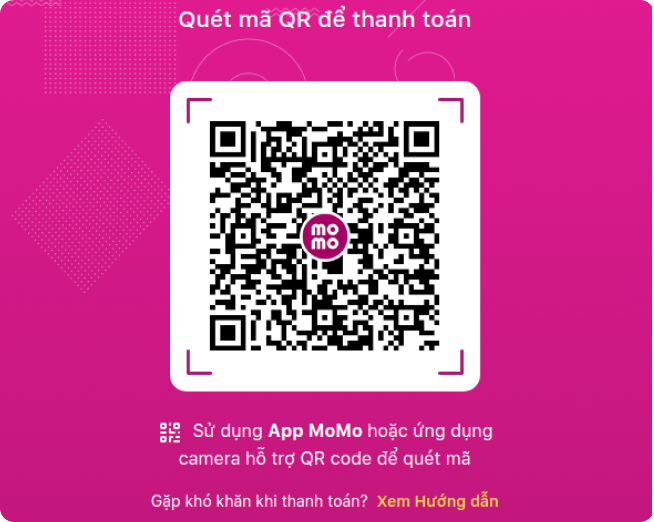 Quét mã QR để thanh toán
mo
mo
Sử dụng App MoMo hoặc ứng dụng
camera hỗ trợ QR code để quét mã
Gặp khó khăn khi thanh toán? Xem Hướng dẫn